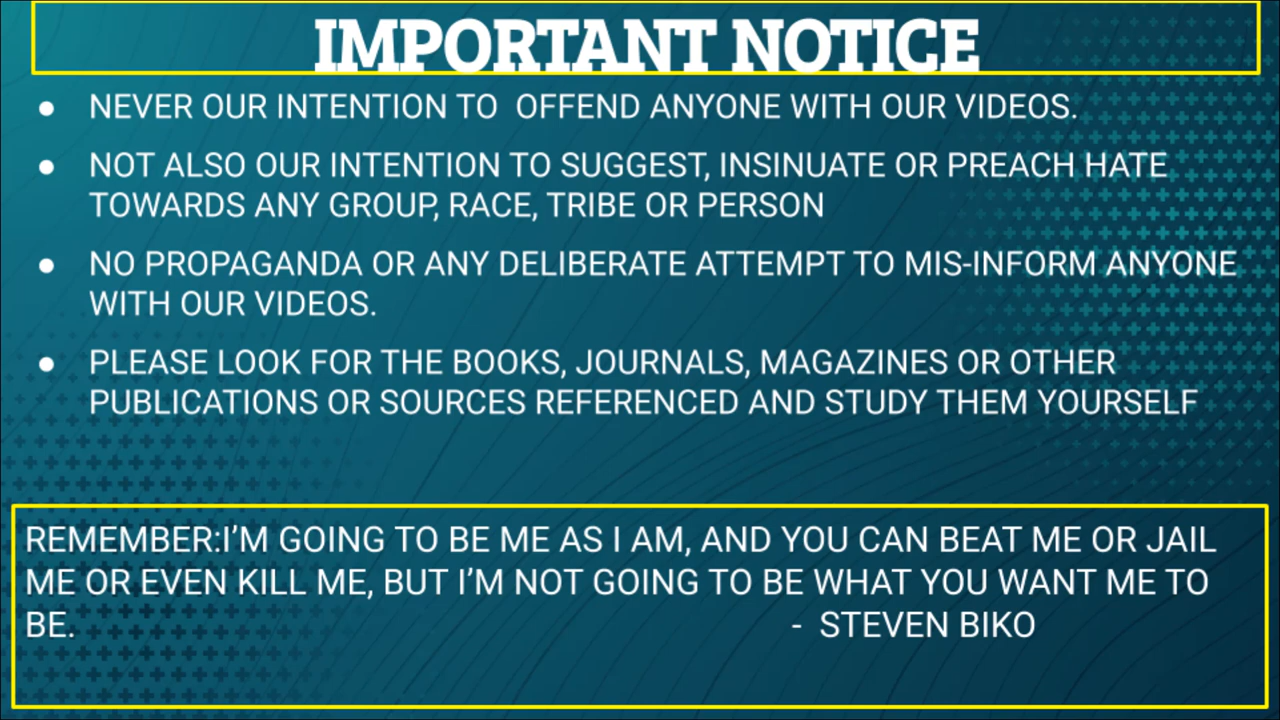 IMPORTANT NOTICE
● NEVER OUR INTENTION TO  OFFEND ANYONE WITH OUR VIDEOS.
● NOT ALSO OUR INTENTION TO SUGGEST, INSINUATE OR PREACH HATE
TOWARDS ANY GROUP, RACE, TRIBE OR PERSON
● NO PROPAGANDA OR ANY DELIBERATE ATTEMPT TO MIS-INFORM ANYONE
WITH OUR VIDEOS.
● PLEASE LOOK FOR THE BOOKS, JOURNALS, MAGAZINES OR OTHER
PUBLICATIONS OR SOURCES REFERENCED AND STUDY THEM YOURSELF
REMEMBER:I'M GOING TO BE ME AS I AM, AND YOU CAN BEAT ME OR JAIL
ME OR EVEN KILL ME, BUT I'M NOT GOING TO BE WHAT YOU WANT ME TO
BE. - STEVEN BIKO